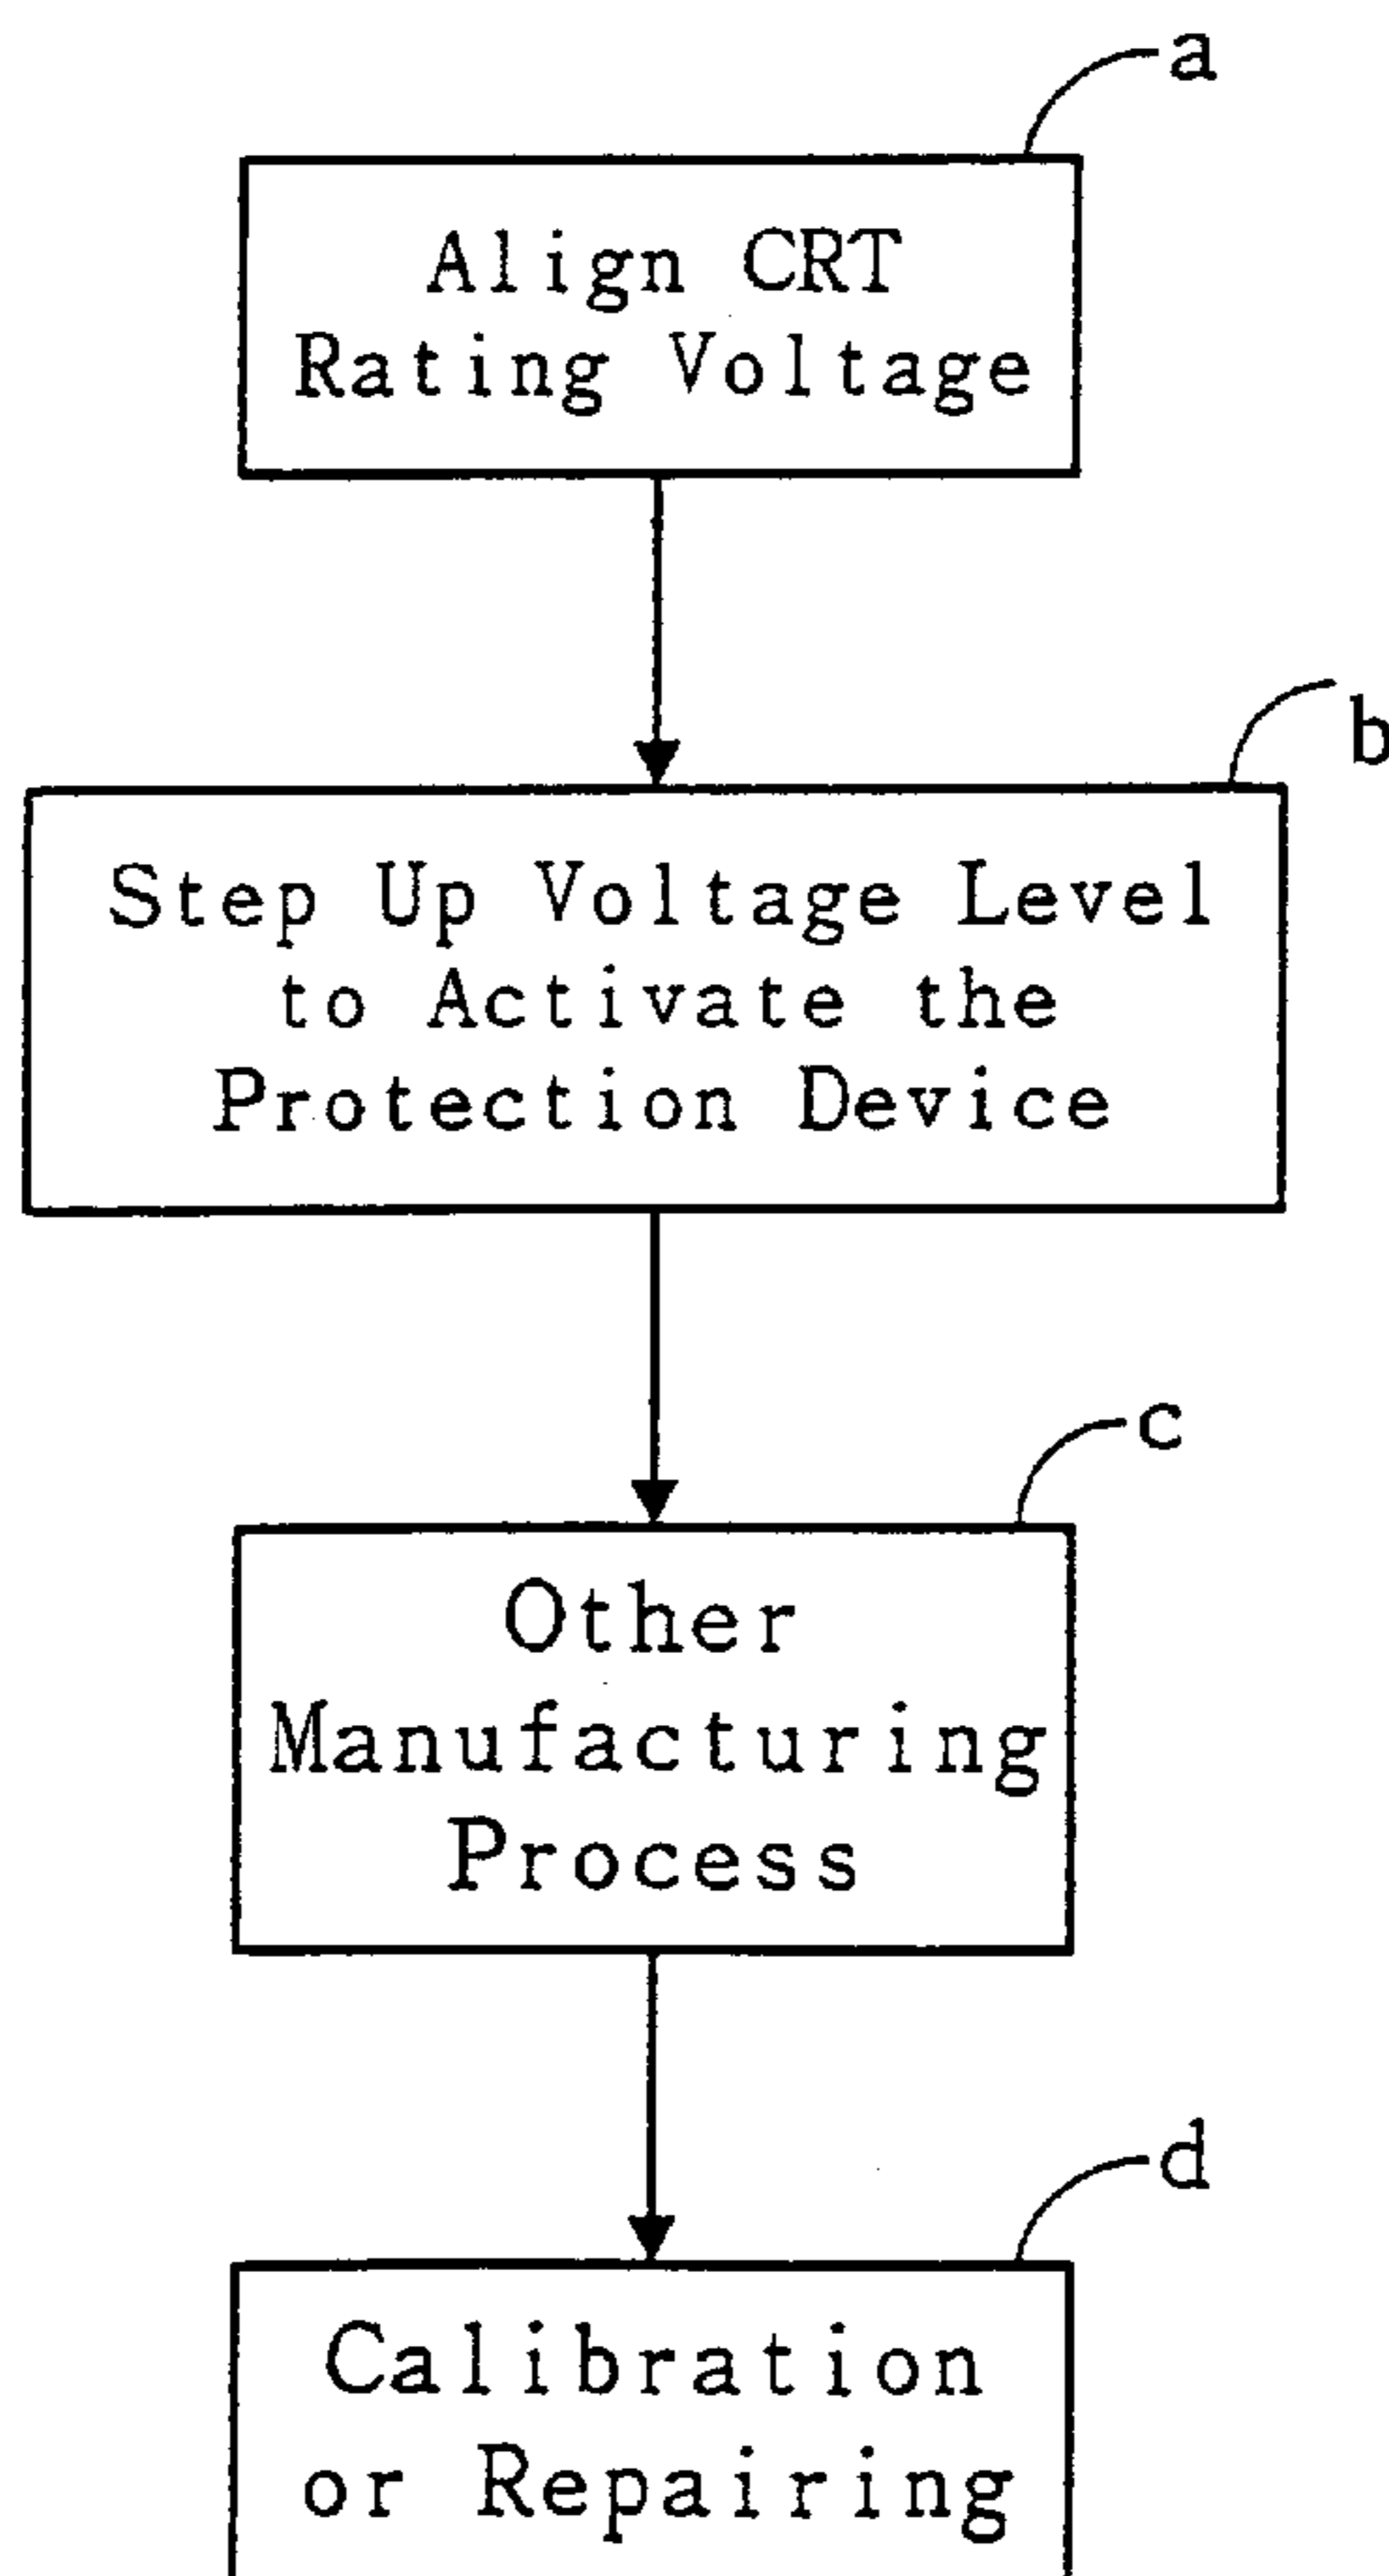 a
Align CRT
Rating Voltage
b
Step Up Voltage Level
to Activate the
Protection Device
c
Other
Manufacturing
Process
d
Calibration
or Repairing